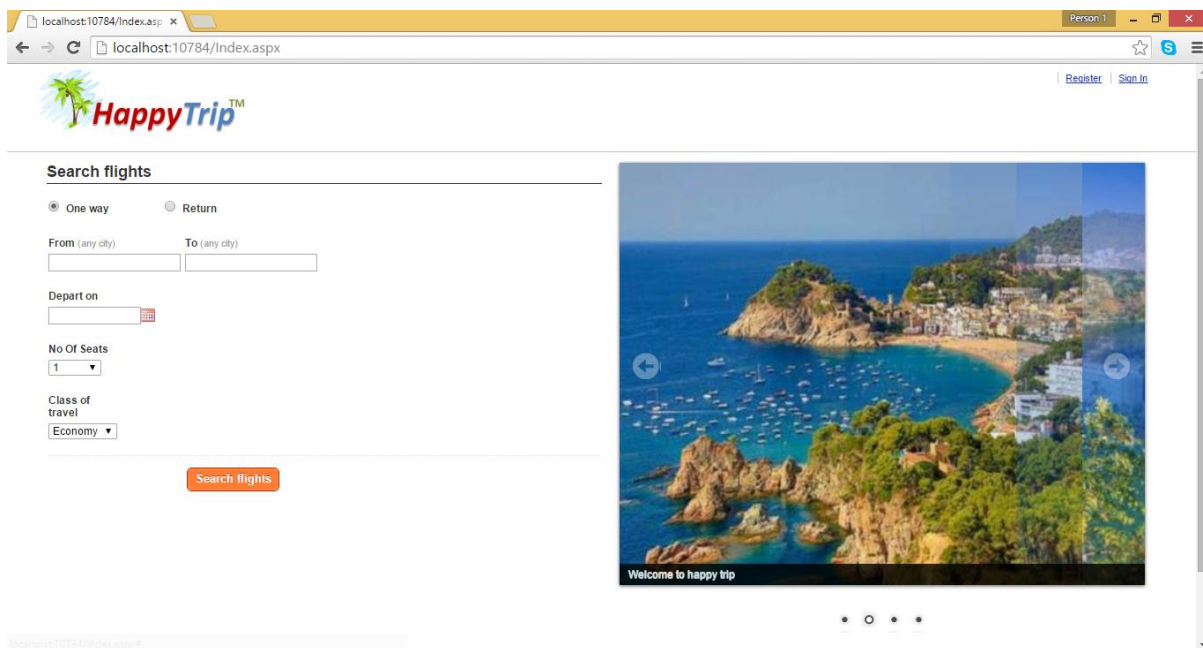 localhost:10784/Index.asp
Person 1
localhost:10784/Index.aspx
Register Sign In
HappyTrip™
Search flights
One way Return
From (any city) To (any city)
Depart on
No Of Seats
1
Class of
travel
Economy
Search flights
Welcome to happy trip